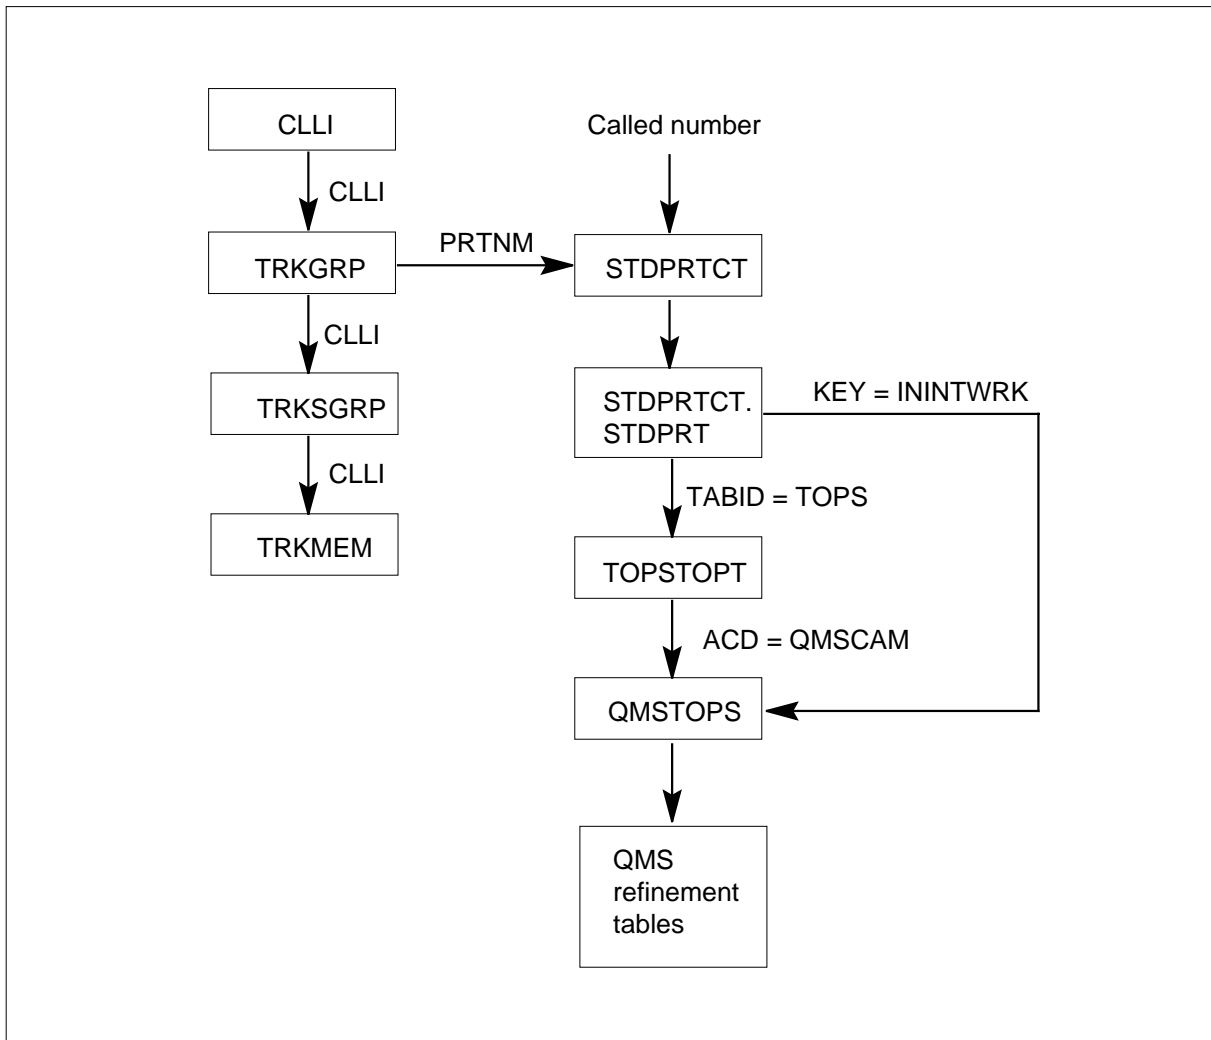 CLLI
Called number
CLLI
PRTNM
TRKGRP
STDPRTCT
CLLI
TRKSGRP
STDPRTCT.
STDPRT
KEY = ININTWRK
CLLI
TABID = TOPS
TRKMEM
TOPSTOPT
ACD = QMSCAM
QMSTOPS
QMS
refinement
tables